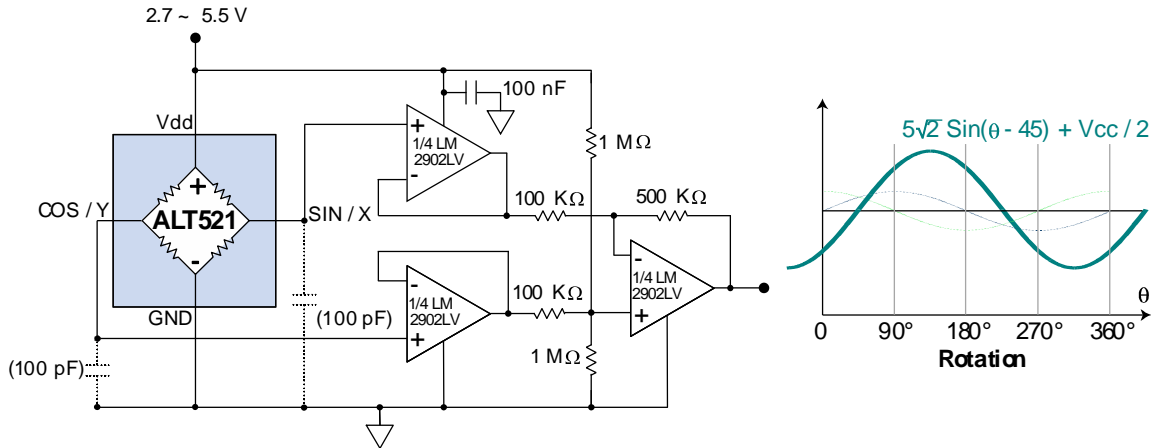 2.7 ~ 5.5 V
100 nF
Vdd
+
1/4 LM
2902LV
-
1 MΩ
5√2 Sin(θ - 45) + Vcc / 2
COS / Y
+
ALT521
-
SIN / X
100 KΩ
500 KΩ
GND
(100 pF)
-
1/4 LM
2902LV
+
100 KΩ
-
1/4 LM
2902LV
+
θ
(100 pF)
1 MΩ
0 90° 180° 270° 360°
Rotation